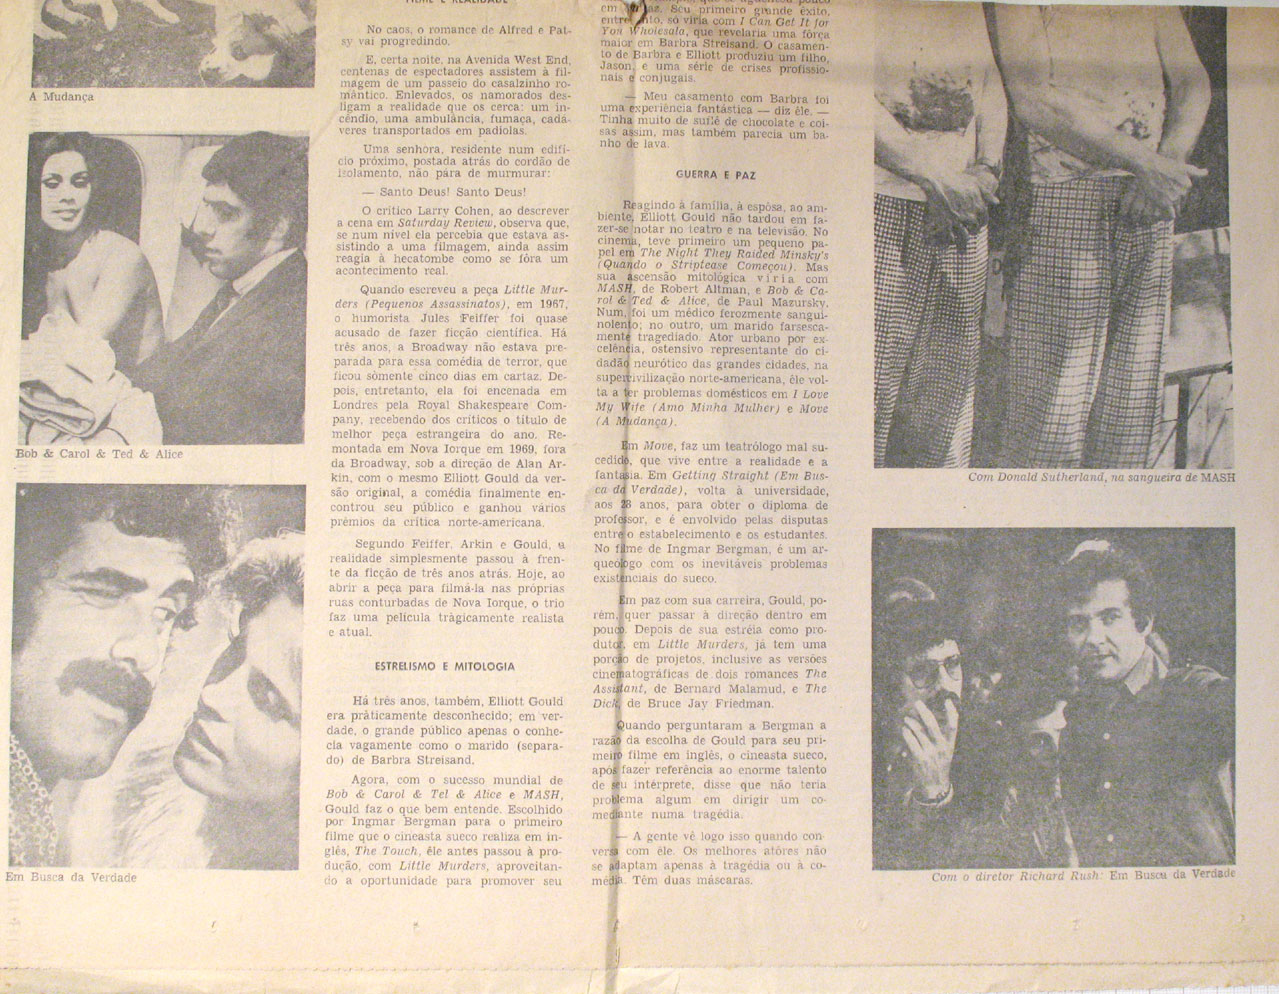 A Mudança
Bob & Carol & Ted & Alice
Em Busca da Verdade
FILME E REALIDADE
No caos, o romance de Alfred e Pat-
sy vai progredindo.
E, certa noite, na Avenida West End,
centenas de espectadores assistem à fil-
magem de um passeio do casalzinho ro-
mântico. Enlevados, os namorados des-
ligam a realidade que os cerca: um in-
cêndio, uma ambulância, fumaça, cadá-
veres transportados em padiolas.
Uma senhora, residente num edifí-
cio próximo, postada atrás do cordão de
isolamento, não pára de murmurar:
— Santo Deus! Santo Deus!
O crítico Larry Cohen, ao descrever
a cena em Saturday Review, observa que,
se num nível ela percebia que estava as-
sistindo a uma filmagem, ainda assim
reagia à hecatombe como se fôra um
acontecimento real.
Quando escreveu a peça Little Mur-
ders (Pequenos Assassinatos), em 1967,
o humorista Jules Feiffer foi quase
acusado de fazer ficção científica. Há
três anos, a Broadway não estava pre-
parada para essa comédia de terror, que
ficou sòmente cinco dias em cartaz. De-
pois, entretanto, ela foi encenada em
Londres pela Royal Shakespeare Com-
pany, recebendo dos críticos o título de
melhor peça estrangeira do ano. Re-
montada em Nova Iorque em 1969, fora
da Broadway, sob a direção de Alan Ar-
kin, com o mesmo Elliott Gould da ver-
são original, a comédia finalmente en-
controu seu público e ganhou vários
prêmios da crítica norte-americana.
Segundo Feiffer, Arkin e Gould, a
realidade simplesmente passou à fren-
te da ficção de três anos atrás. Hoje, ao
abrir a peça para filmá-la nas próprias
ruas conturbadas de Nova Iorque, o trio
faz uma película tràgicamente realista
e atual.
ESTRELISMO E MITOLOGIA
Há três anos, também, Elliott Gould
era pràticamente desconhecido; em ver-
dade, o grande público apenas o conhe-
cia vagamente como o marido (separa-
do) de Barbra Streisand.
Agora, com o sucesso mundial de
Bob & Carol & Tel & Alice e MASH,
Gould faz o que bem entende. Escolhido
por Ingmar Bergman para o primeiro
filme que o cineasta sueco realiza em in-
glês, The Touch, êle antes passou à pro-
dução, com Little Murders, aproveitan-
do a oportunidade para promover seu
em cartaz. Seu primeiro grande êxito,
entretanto, só viria com I Can Get It for
You Wholesala, que revelaria uma fôrça
maior em Barbra Streisand. O casamen-
to de Barbra e Elliott produziu um filho,
Jason, e uma série de crises profissio-
nais e conjugais.
— Meu casamento com Barbra foi
uma experiência fantástica — diz êle. —
Tinha muito de suflê de chocolate e coi-
sas assim, mas também parecia um ba-
nho de lava.
GUERRA E PAZ
Reagindo à família, à espôsa, ao am-
biente, Elliott Gould não tardou em fa-
zer-se notar no teatro e na televisão. No
cinema, teve primeiro um pequeno pa-
pel em The Night They Raided Minsky's
(Quando o Striptease Começou). Mas
sua ascensão mitológica viria com
MASH, de Robert Altman, e Bob & Ca-
rol & Ted & Alice, de Paul Mazursky.
Num, foi um médico ferozmente sangui-
nolento; no outro, um marido farsesca-
mente tragediado. Ator urbano por ex-
celência, ostensivo representante do ci-
dadão neurótico das grandes cidades, na
supercivilização norte-americana, êle vol-
ta a ter problemas domésticos em I Love
My Wife (Amo Minha Mulher) e Move
(A Mudança).
Em Move, faz um teatrólogo mal su-
cedido, que vive entre a realidade e a
fantasia. Em Getting Straight (Em Bus-
ca da Verdade), volta à universidade,
aos 28 anos, para obter o diploma de
professor, e é envolvido pelas disputas
entre o estabelecimento e os estudantes.
No filme de Ingmar Bergman, é um ar-
queólogo com os inevitáveis problemas
existenciais do sueco.
Em paz com sua carreira, Gould, po-
rém, quer passar à direção dentro em
pouco. Depois de sua estréia como pro-
dutor, em Little Murders, já tem uma
porção de projetos, inclusive as versões
cinematográficas de dois romances The
Assistant, de Bernard Malamud, e The
Dick, de Bruce Jay Friedman.
Quando perguntaram a Bergman a
razão da escolha de Gould para seu pri-
meiro filme em inglês, o cineasta sueco,
após fazer referência ao enorme talento
de seu intérprete, disse que não teria
problema algum em dirigir um co-
mediante numa tragédia.
— A gente vê logo isso quando con-
versa com êle. Os melhores atôres não
se adaptam apenas à tragédia ou à co-
média. Têm duas máscaras.
Com Donald Sutherland, na sangueira de MASH
Com o diretor Richard Rush: Em Busca da Verdade